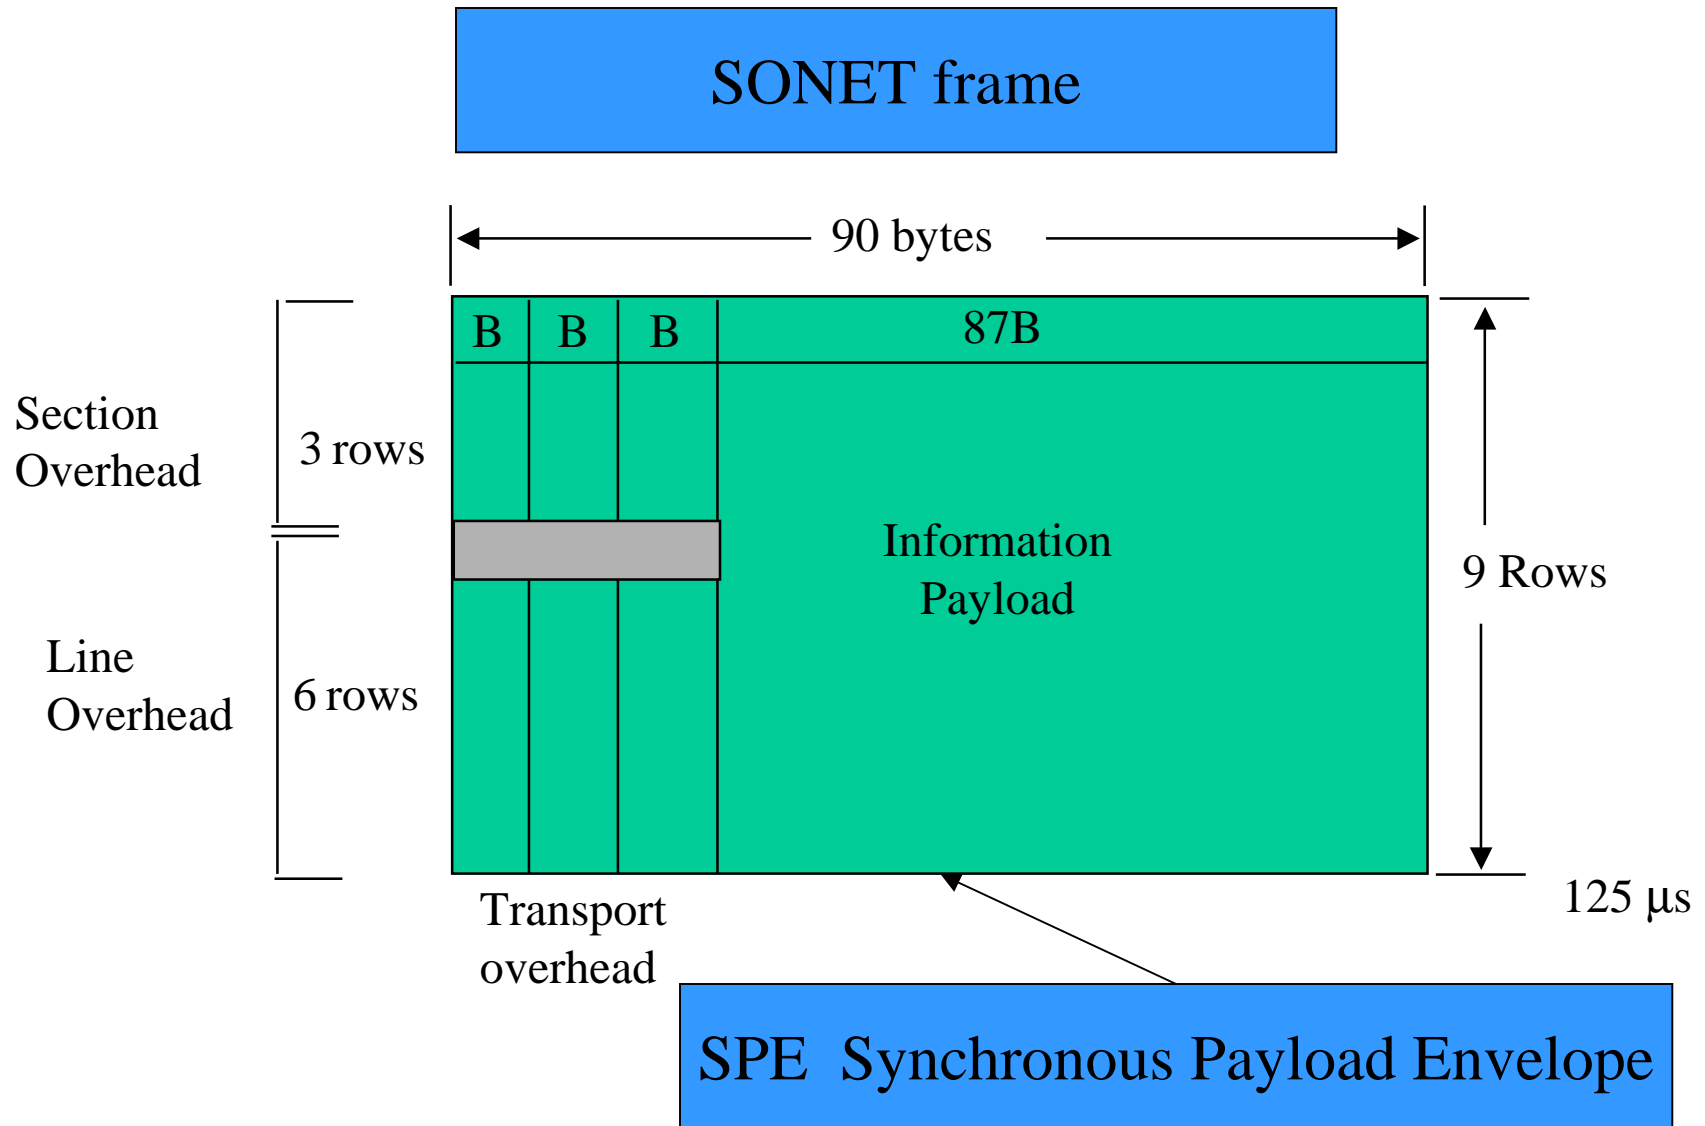 SONET frame
90 bytes
B B B 87B
Section
Overhead
3 rows
Information
Payload
9 Rows
Line
Overhead
6 rows
Transport
overhead
125 μs
SPE Synchronous Payload Envelope